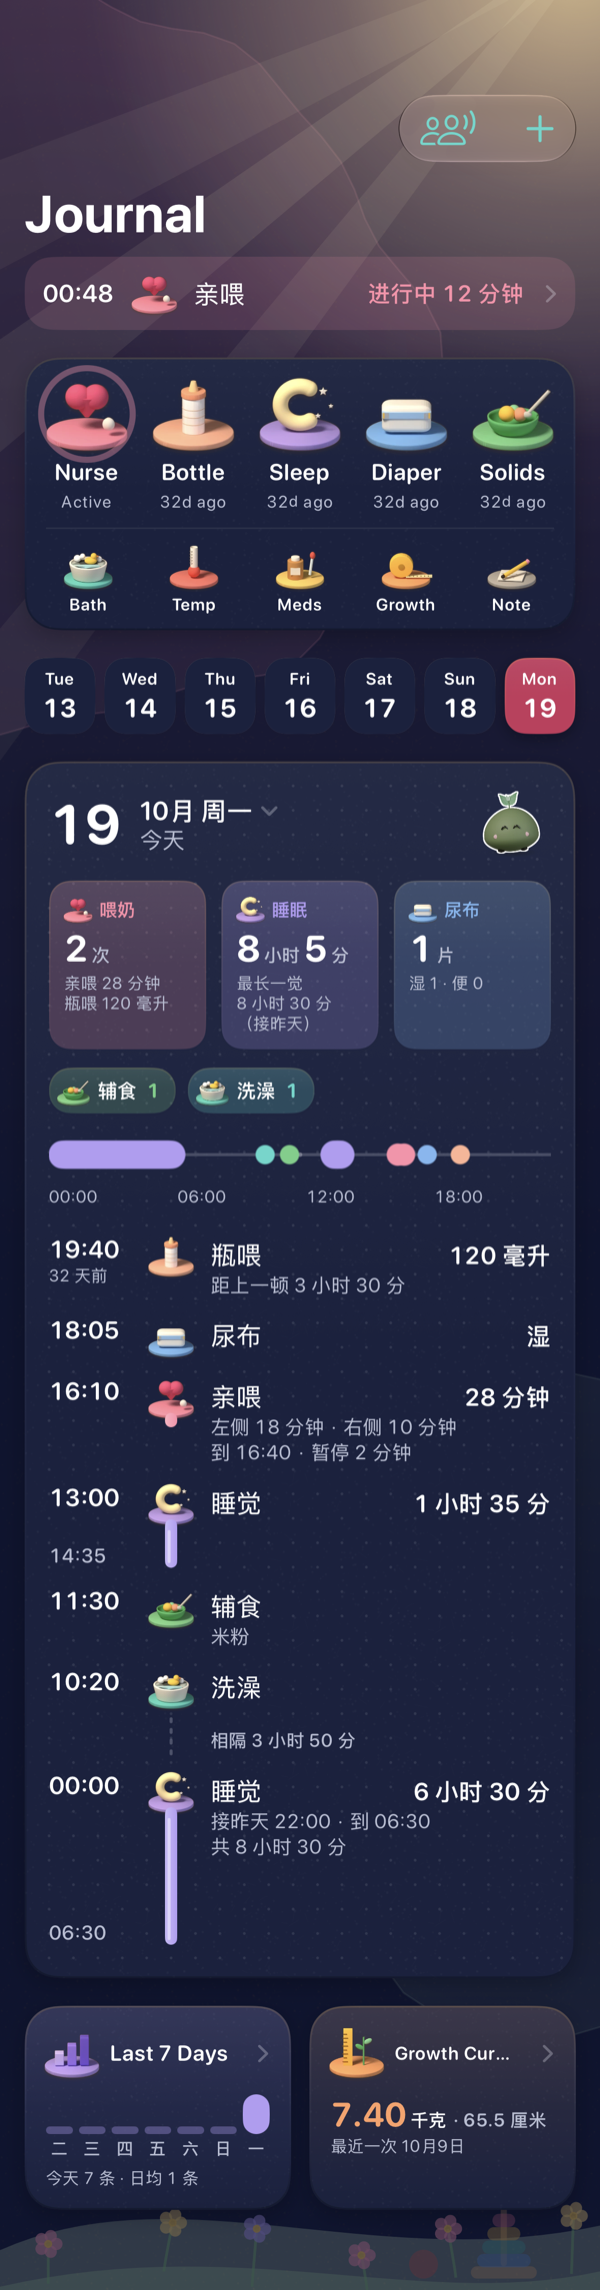 Journal
00:48 亲喂 进行中 12 分钟
Nurse Bottle Sleep Diaper Solids
Active 32d ago 32d ago 32d ago 32d ago
Bath Temp Meds Growth Note
Tue Wed Thu Fri Sat Sun Mon
13 14 15 16 17 18 19
19 10月 周一
今天
喂奶
2 次
亲喂 28 分钟
瓶喂 120 毫升
睡眠
8 小时 5 分
最长一觉
8 小时 30 分
（接昨天）
尿布
1 片
湿 1 · 便 0
辅食 1 洗澡 1
00:00 06:00 12:00 18:00
19:40 瓶喂 120 毫升
32 天前 距上一顿 3 小时 30 分
18:05 尿布 湿
16:10 亲喂 28 分钟
左侧 18 分钟 · 右侧 10 分钟
到 16:40 · 暂停 2 分钟
13:00 睡觉 1 小时 35 分
14:35
11:30 辅食
米粉
10:20 洗澡
相隔 3 小时 50 分
00:00 睡觉 6 小时 30 分
接昨天 22:00 · 到 06:30
共 8 小时 30 分
06:30
Last 7 Days
二 三 四 五 六 日 一
今天 7 条 · 日均 1 条
Growth Cur...
7.40 千克 · 65.5 厘米
最近一次 10月9日